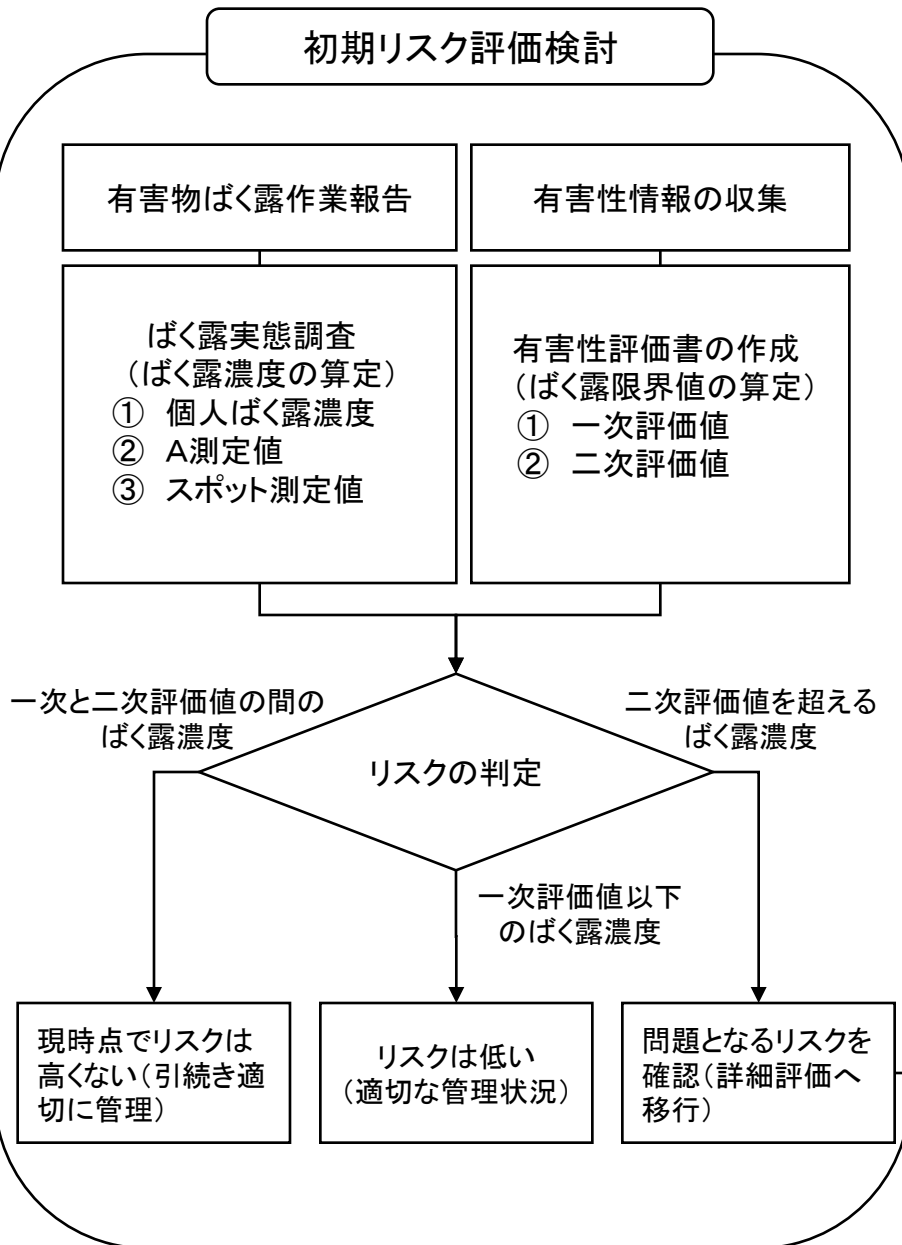 初期リスク評価検討
有害物ばく露作業報告
有害性情報の収集
ばく露実態調査
（ばく露濃度の算定）
① 個人ばく露濃度
② A測定値
③ スポット測定値
有害性評価書の作成
（ばく露限界値の算定）
① 一次評価値
② 二次評価値
一次と二次評価値の間の
ばく露濃度
二次評価値を超える
ばく露濃度
リスクの判定
一次評価値以下
のばく露濃度
現時点でリスクは
高くない（引続き適
切に管理）
リスクは低い
（適切な管理状況）
問題となるリスクを
確認（詳細評価へ
移行）